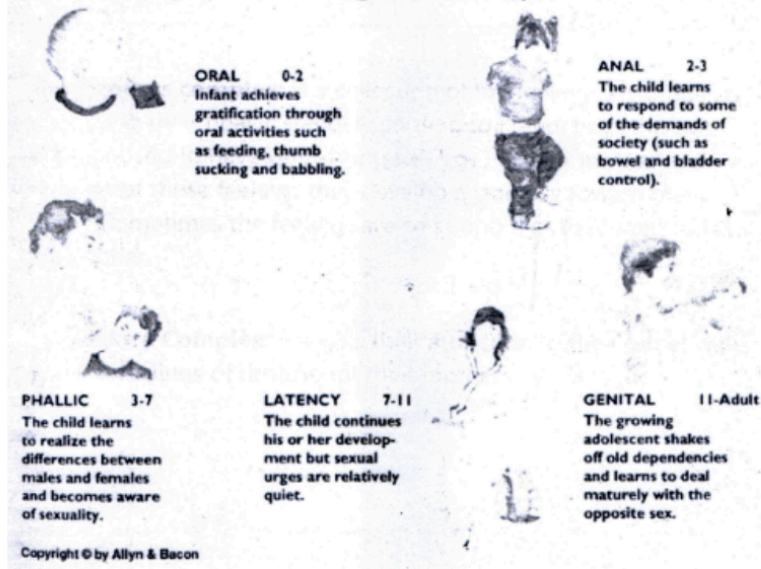 ORAL 0-2
Infant achieves
gratification through
oral activities such
as feeding, thumb
sucking and babbling.
ANAL 2-3
The child learns
to respond to some
of the demands of
society (such as
bowel and bladder
control).
PHALLIC 3-7
The child learns
to realize the
differences between
males and females
and becomes aware
of sexuality.
LATENCY 7-11
The child continues
his or her develop-
ment but sexual
urges are relatively
quiet.
GENITAL 11-Adult
The growing
adolescent shakes
off old dependencies
and learns to deal
maturely with the
opposite sex.
Copyright © by Allyn & Bacon